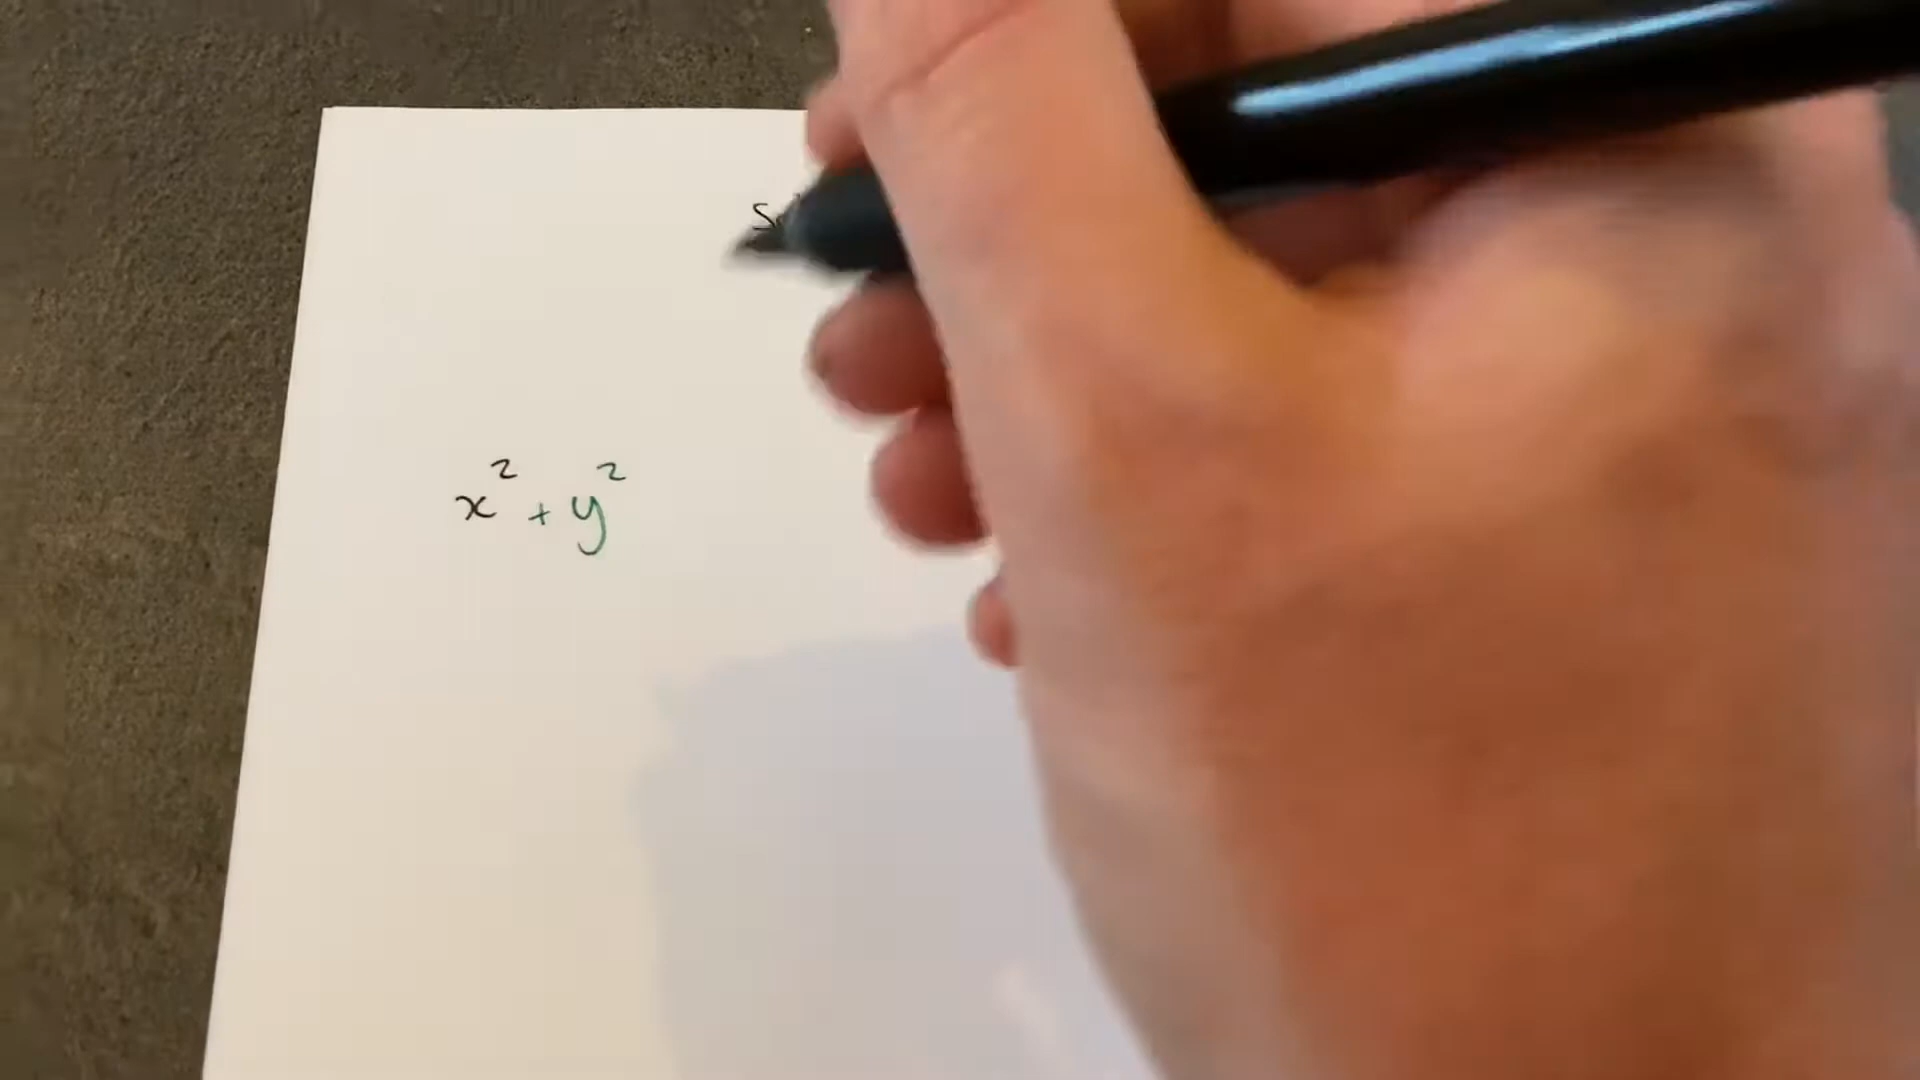 x² + y²